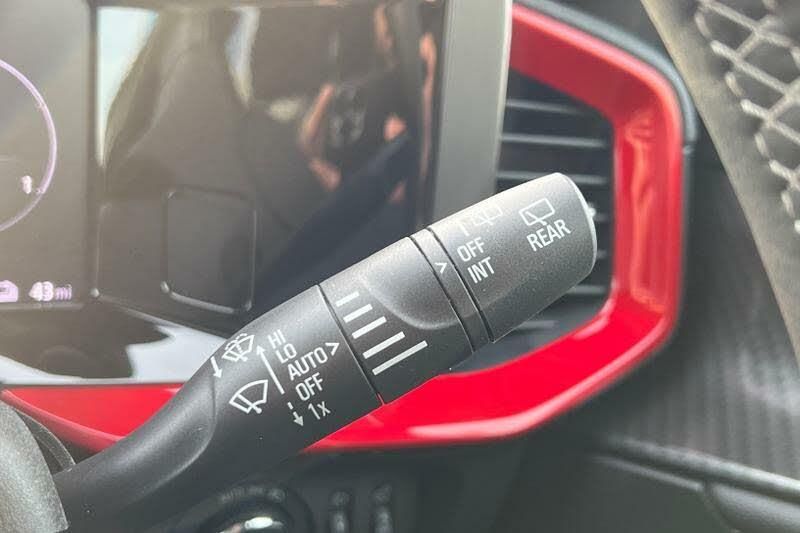 43 mi
OFF
INT
REAR
HI
LO
AUTO >
OFF
1x